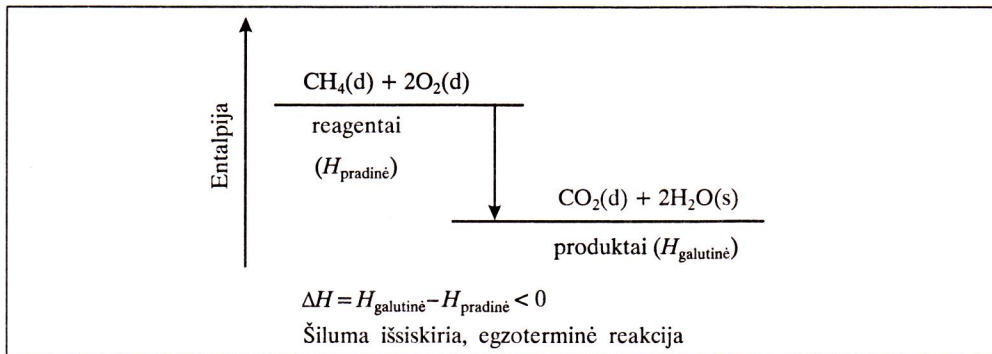 Entalpija
CH₄(d) + 2O₂(d)
reagentai
(H_pradinė)
CO₂(d) + 2H₂O(s)
produktai (H_galutinė)
ΔH = H_galutinė – H_pradinė < 0
Šiluma išsiskiria, egzoterminė reakcija